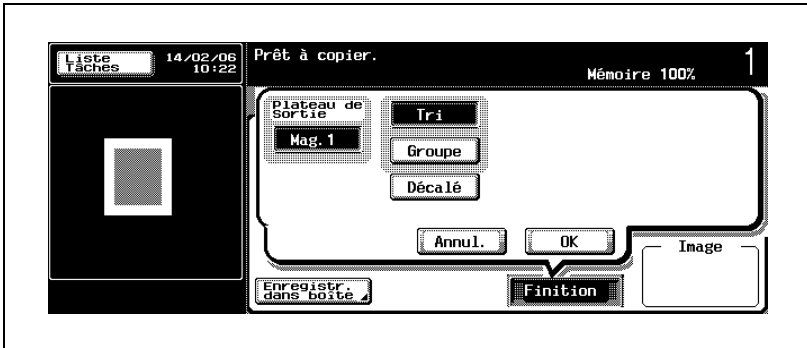 Liste
Tâches
14/02/06
10:22
Prêt à copier.
Mémoire 100%
1
Plateau de
Sortie
Mag.1
Tri
Groupe
Décalé
Annul.
OK
Image
Enregistr.
dans boîte
Finition